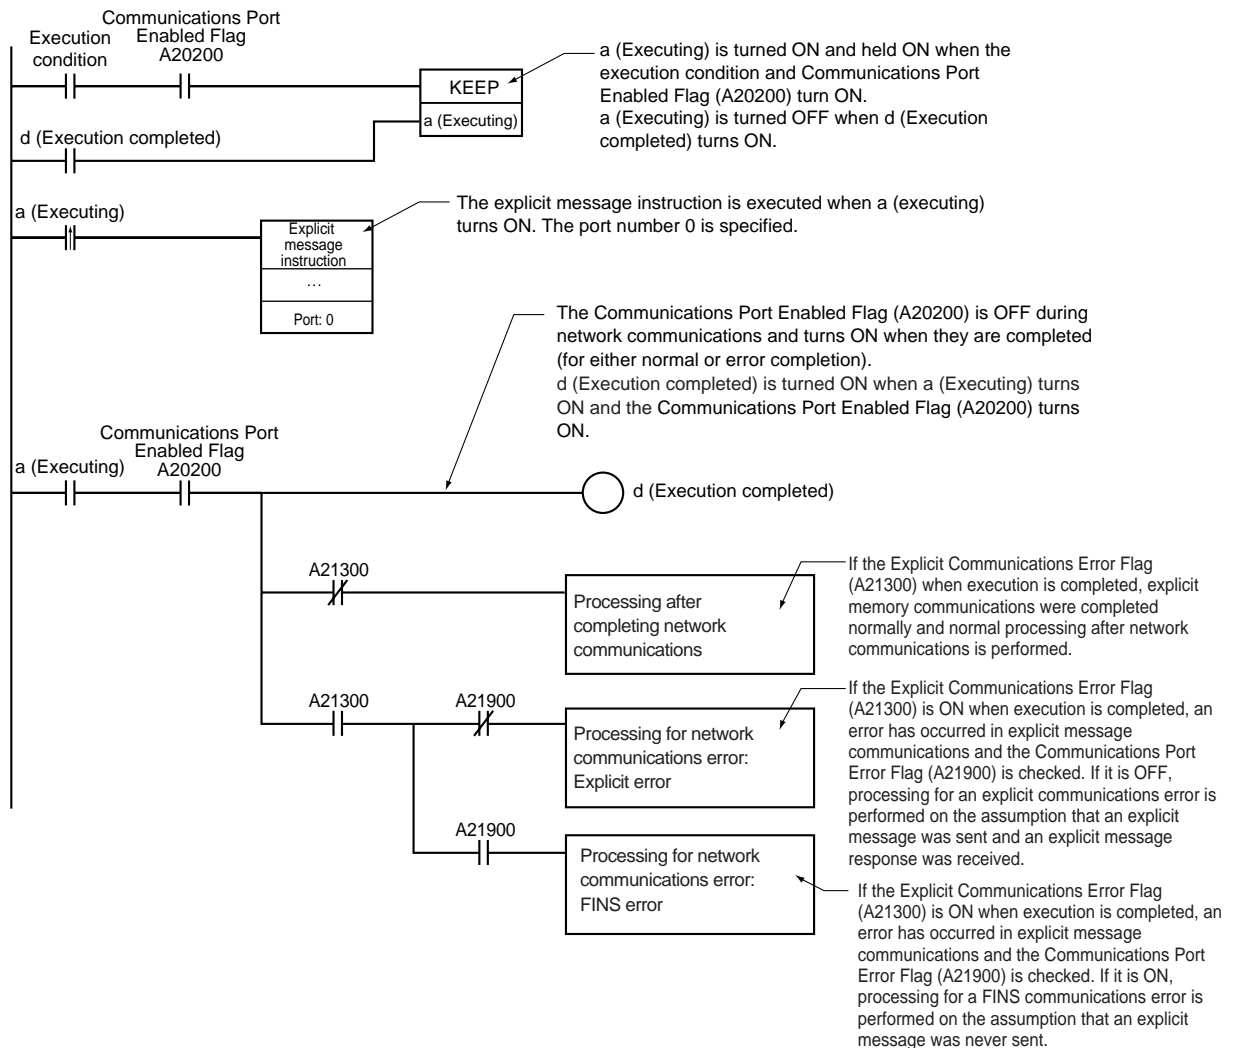 Communications Port
Enabled Flag
A20200
Execution
condition
KEEP
a (Executing)
d (Execution completed)
a (Executing) is turned ON and held ON when the
execution condition and Communications Port
Enabled Flag (A20200) turn ON.
a (Executing) is turned OFF when d (Execution
completed) turns ON.
a (Executing)
Explicit
message
instruction
...
Port: 0
The explicit message instruction is executed when a (executing)
turns ON. The port number 0 is specified.
The Communications Port Enabled Flag (A20200) is OFF during
network communications and turns ON when they are completed
(for either normal or error completion).
d (Execution completed) is turned ON when a (Executing) turns
ON and the Communications Port Enabled Flag (A20200) turns
ON.
Communications Port
Enabled Flag
A20200
a (Executing)
d (Execution completed)
A21300
Processing after
completing network
communications
If the Explicit Communications Error Flag
(A21300) when execution is completed, explicit
memory communications were completed
normally and normal processing after network
communications is performed.
A21300
A21900
Processing for network
communications error:
Explicit error
If the Explicit Communications Error Flag
(A21300) is ON when execution is completed, an
error has occurred in explicit message
communications and the Communications Port
Error Flag (A21900) is checked. If it is OFF,
processing for an explicit communications error is
performed on the assumption that an explicit
message was sent and an explicit message
response was received.
A21900
Processing for network
communications error:
FINS error
If the Explicit Communications Error Flag
(A21300) is ON when execution is completed, an
error has occurred in explicit message
communications and the Communications Port
Error Flag (A21900) is checked. If it is ON,
processing for a FINS communications error is
performed on the assumption that an explicit
message was never sent.